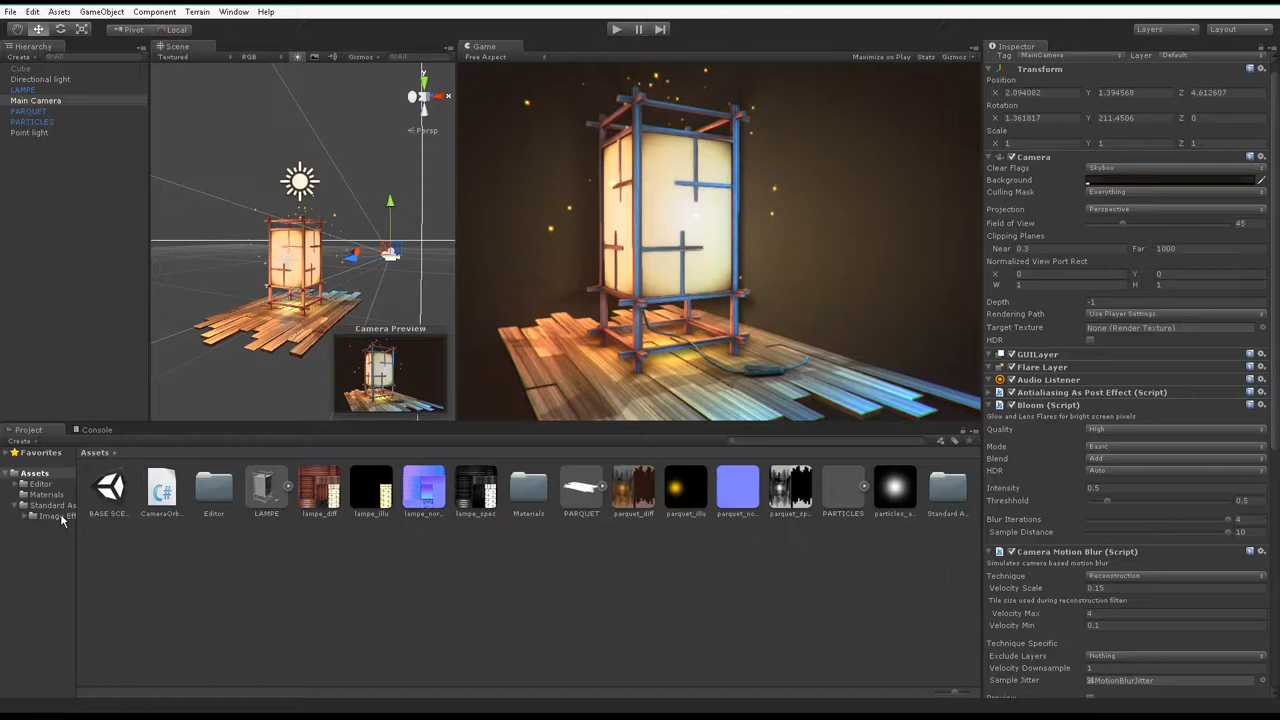 File Edit Assets GameObject Component Terrain Window Help
Pivot Local Layers Layout
Hierarchy
Create All
Cube
Directional light
LAMPE
Main Camera
PARQUET
PARTICLES
Point light
Scene
Textured RGB Gizmos All
y
x
Persp
Camera Preview
Game
Free Aspect Maximize on Play Stats Gizmos
Inspector
Tag MainCamera Layer Default
Transform
Position
X 2.094082 Y 1.394568 Z 4.612607
Rotation
X 1.361817 Y 211.4506 Z 0
Scale
X 1 Y 1 Z 1
Camera
Clear Flags Skybox
Background
Culling Mask Everything
Projection Perspective
Field of View 45
Clipping Planes
Near 0.3 Far 1000
Normalized View Port Rect
X 0 Y 0
W 1 H 1
Depth -1
Rendering Path Use Player Settings
Target Texture None (Render Texture)
HDR
GUILayer
Flare Layer
Audio Listener
Antialiasing As Post Effect (Script)
Bloom (Script)
Glow and Lens Flares for bright screen pixels
Quality High
Mode Basic
Blend Add
HDR Auto
Intensity 0.5
Threshhold 0.5
Blur Iterations 4
Sample Distance 10
Camera Motion Blur (Script)
Simulates camera based motion blur
Technique Reconstruction
Velocity Scale 0.15
Tile size used during reconstruction filter:
Velocity Max 4
Velocity Min 0.1
Technique Specific
Exclude Layers Nothing
Velocity Downsample 1
Sample Jitter MotionBlurJitter
Project Console
Create
Favorites
Assets
Editor
Materials
Standard As
Assets
BASE SCE... CameraOrb... Editor LAMPE lampe_diff lampe_illu lampe_nor... lampe_spec Materials PARQUET parquet_diff parquet_illu parquet_no... parquet_sp... PARTICLES particles_a... Standard A...